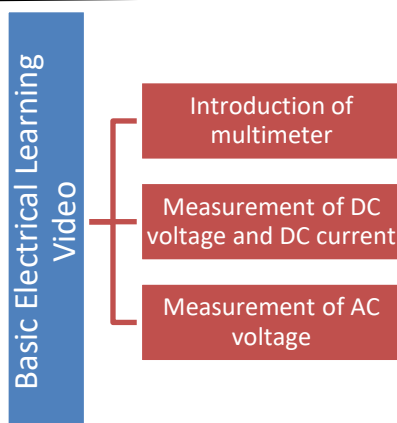 Basic Electrical Learning
Video
Introduction of
multimeter
Measurement of DC
voltage and DC current
Measurement of AC
voltage